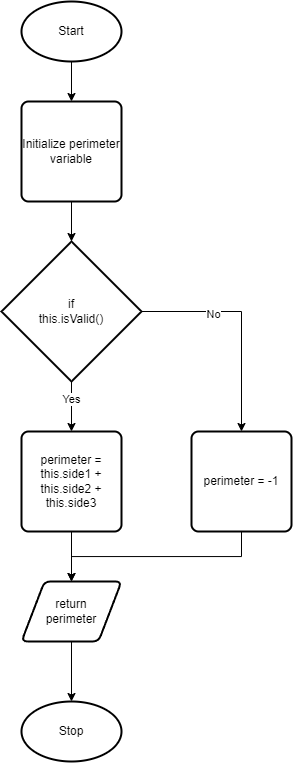 Start
Initialize perimeter
variable
if
this.isValid()
No
Yes
perimeter =
this.side1 +
this.side2 +
this.side3
perimeter = -1
return
perimeter
Stop